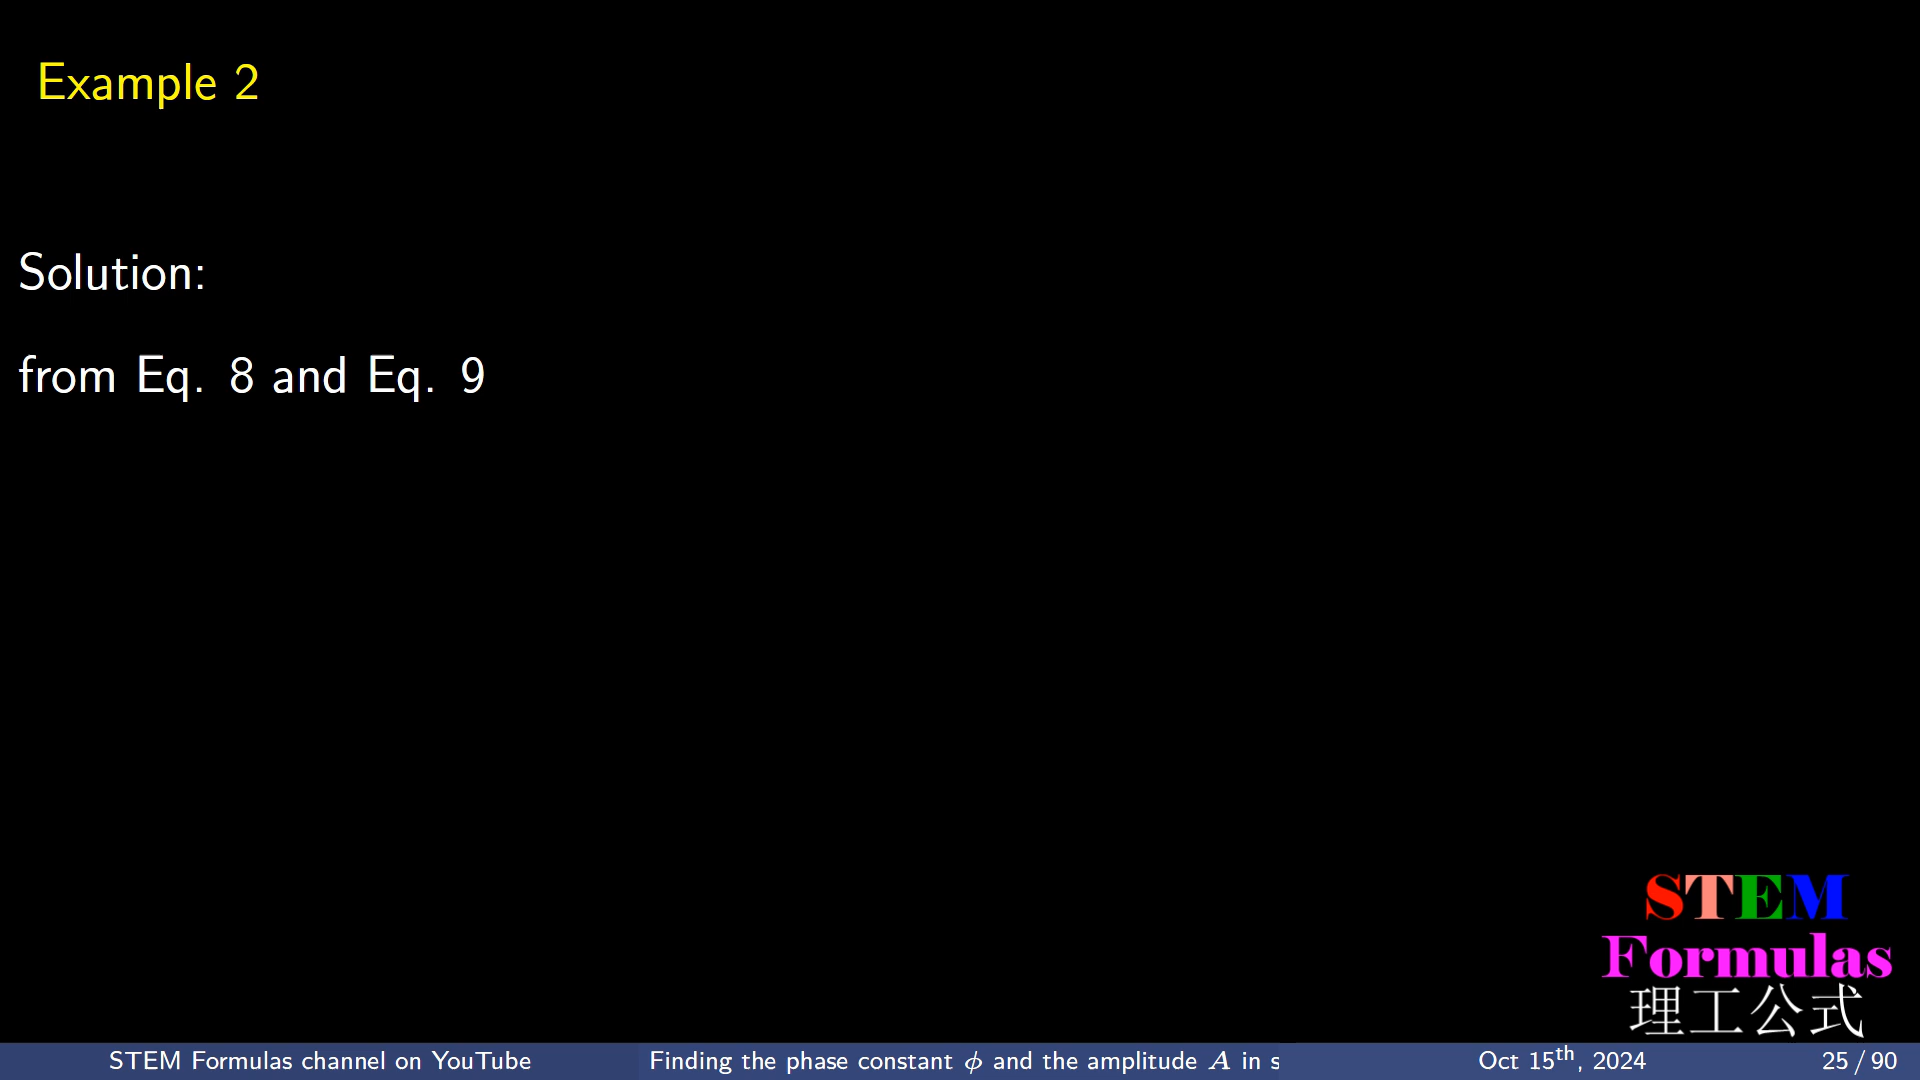 Example 2
Solution:
from Eq. 8 and Eq. 9
STEM
Formulas
理工公式
STEM Formulas channel on YouTube
Finding the phase constant ϕ and the amplitude A in s
Oct 15th, 2024
25 / 90